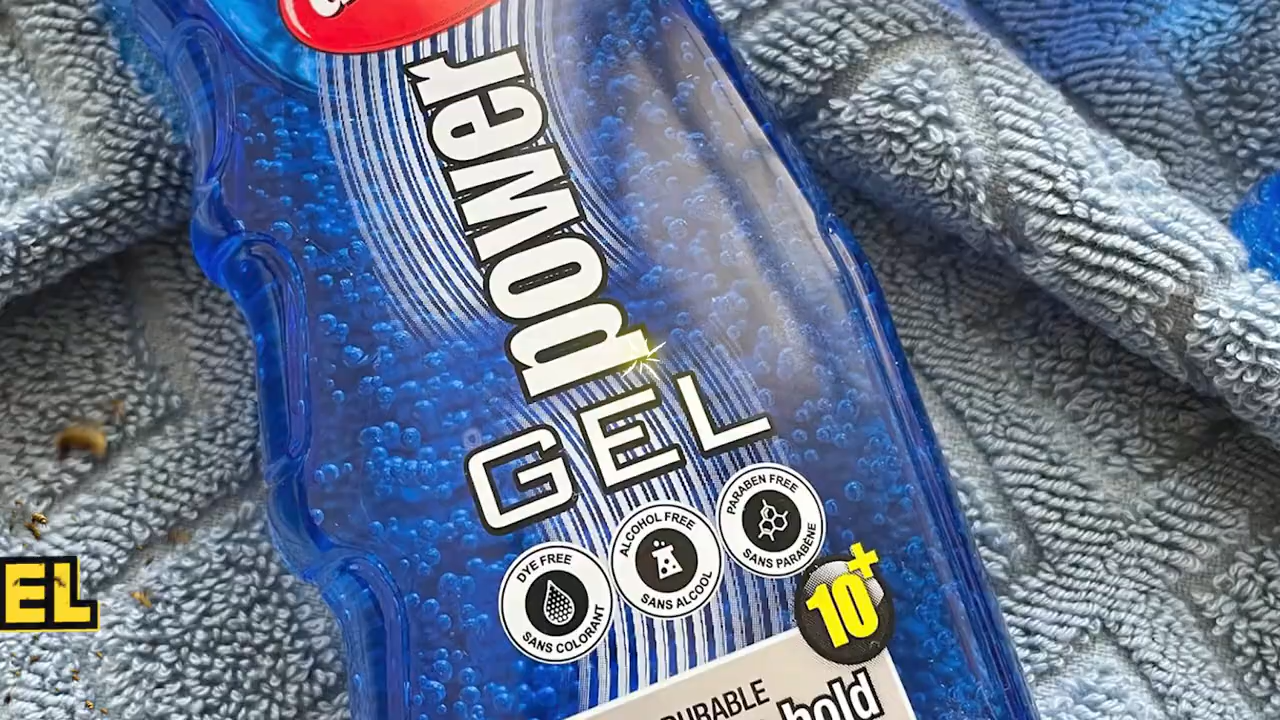 power
GEL
DYE FREE
SANS COLORANT
ALCOHOL FREE
SANS ALCOOL
PARABEN FREE
SANS PARABÈNE
10+
DURABLE
hold
EL